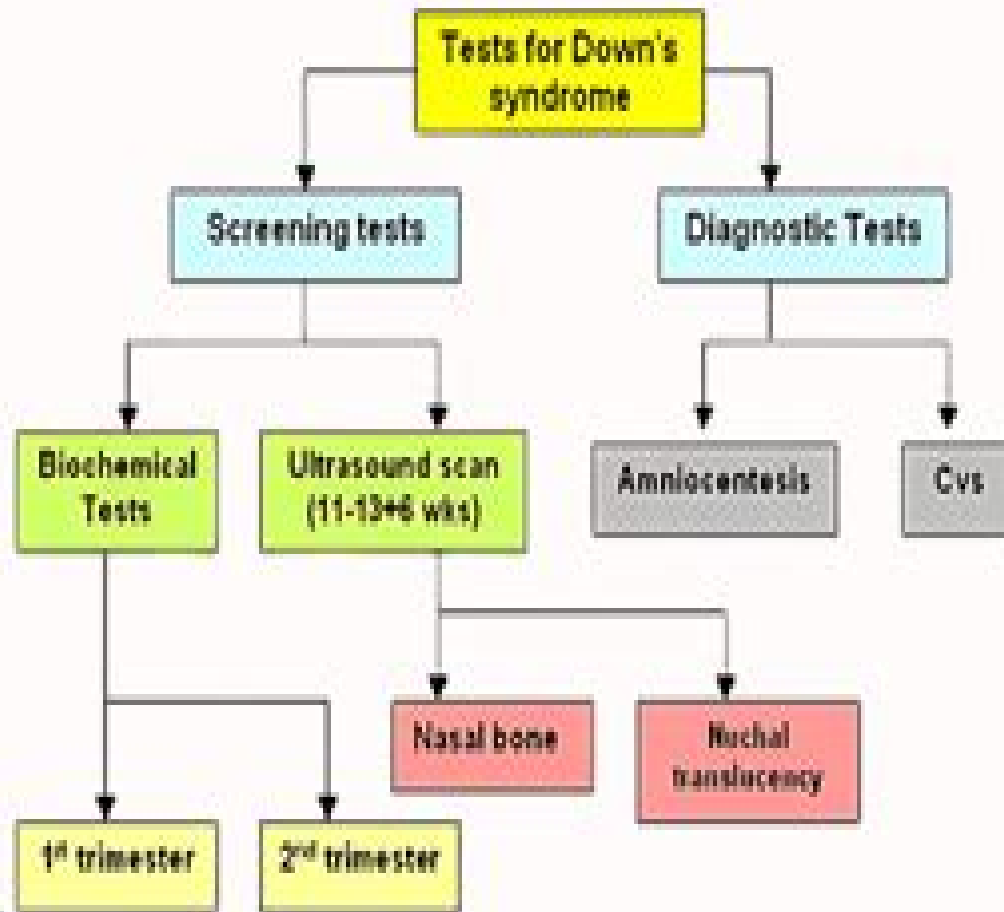 Tests for Down's
syndrome
Screening tests
Diagnostic Tests
Biochemical
Tests
Ultrasound scan
(11-13+6 wks)
Amniocentesis
Cvs
Nasal bone
Nuchal
translucency
1st trimester
2nd trimester